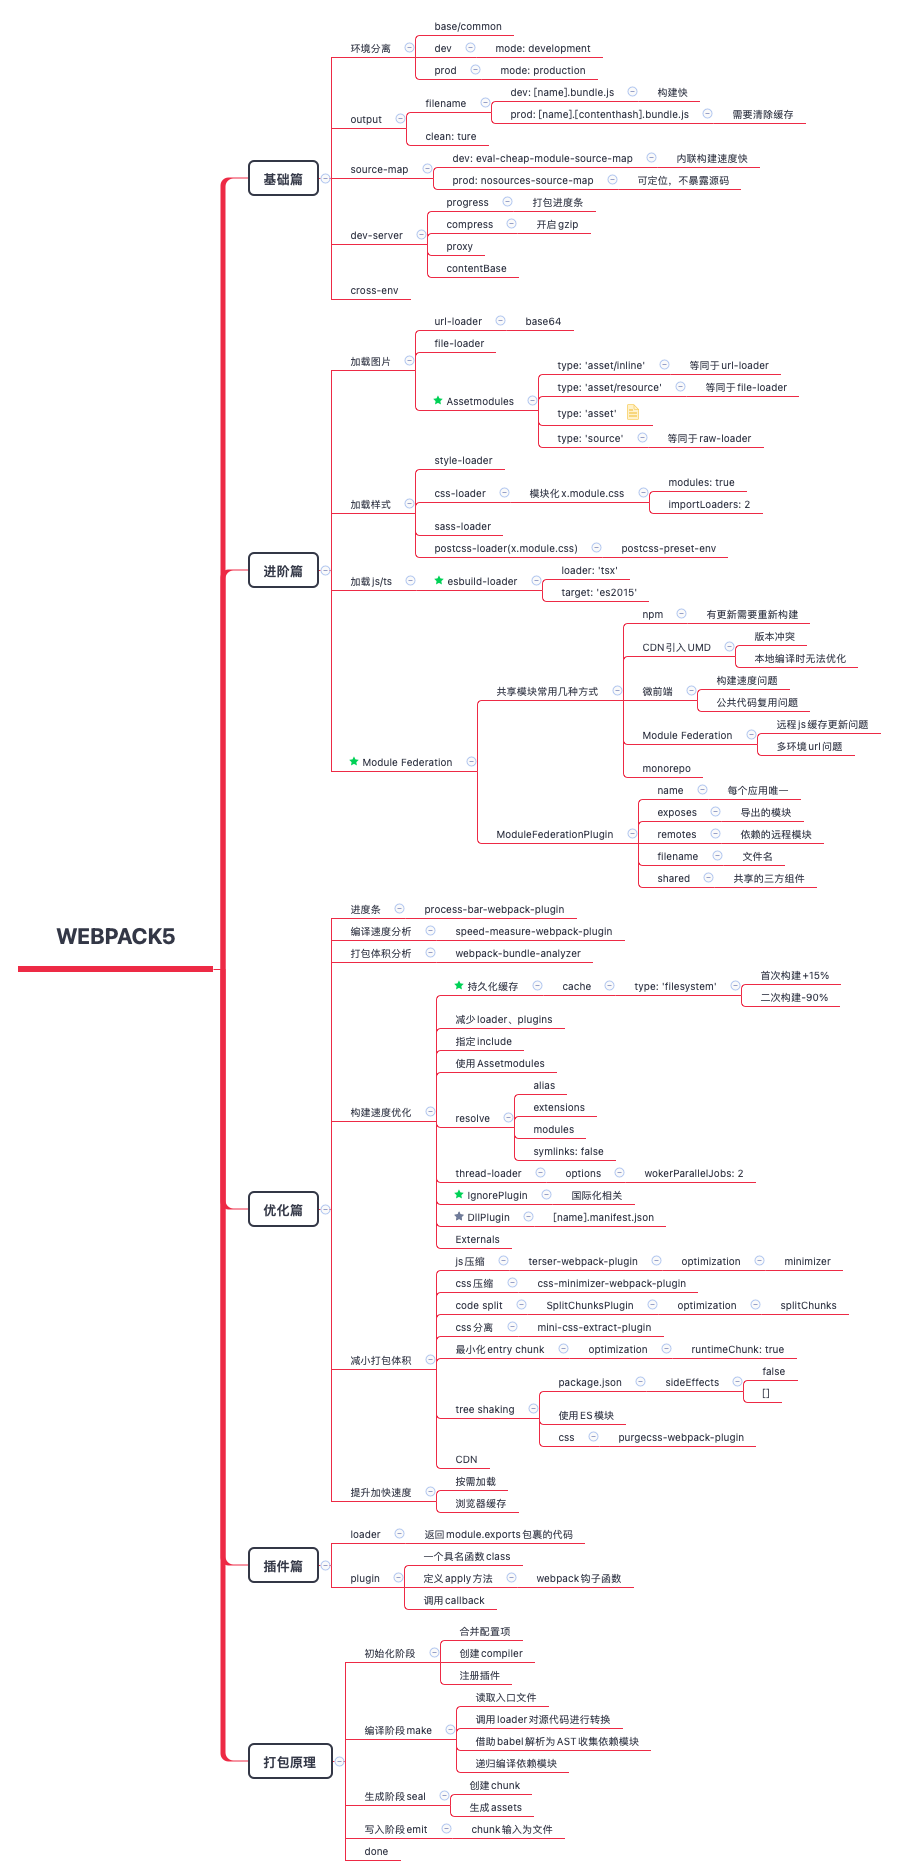 WEBPACK5
基础篇
环境分离
base/common
dev
mode: development
prod
mode: production
output
filename
dev: [name].bundle.js
构建快
prod: [name].[contenthash].bundle.js
需要清除缓存
clean: ture
source-map
dev: eval-cheap-module-source-map
内联构建速度快
prod: nosources-source-map
可定位，不暴露源码
dev-server
progress
打包进度条
compress
开启gzip
proxy
contentBase
cross-env
进阶篇
加载图片
url-loader
base64
file-loader
Assetmodules
type: 'asset/inline'
等同于url-loader
type: 'asset/resource'
等同于file-loader
type: 'asset'
type: 'source'
等同于raw-loader
加载样式
style-loader
css-loader
模块化x.module.css
modules: true
importLoaders: 2
sass-loader
postcss-loader(x.module.css)
postcss-preset-env
加载js/ts
esbuild-loader
loader: 'tsx'
target: 'es2015'
Module Federation
共享模块常用几种方式
npm
有更新需要重新构建
CDN引入UMD
版本冲突
本地编译时无法优化
微前端
构建速度问题
公共代码复用问题
Module Federation
远程js缓存更新问题
多环境url问题
monorepo
ModuleFederationPlugin
name
每个应用唯一
exposes
导出的模块
remotes
依赖的远程模块
filename
文件名
shared
共享的三方组件
优化篇
进度条
process-bar-webpack-plugin
编译速度分析
speed-measure-webpack-plugin
打包体积分析
webpack-bundle-analyzer
构建速度优化
持久化缓存
cache
type: 'filesystem'
首次构建+15%
二次构建-90%
减少loader、plugins
指定include
使用Assetmodules
resolve
alias
extensions
modules
symlinks: false
thread-loader
options
wokerParallelJobs: 2
IgnorePlugin
国际化相关
DllPlugin
[name].manifest.json
Externals
减小打包体积
js压缩
terser-webpack-plugin
optimization
minimizer
css压缩
css-minimizer-webpack-plugin
code split
SplitChunksPlugin
optimization
splitChunks
css分离
mini-css-extract-plugin
最小化entry chunk
optimization
runtimeChunk: true
tree shaking
package.json
sideEffects
false
[]
使用ES模块
css
purgecss-webpack-plugin
CDN
提升加快速度
按需加载
浏览器缓存
插件篇
loader
返回module.exports包裹的代码
plugin
一个具名函数class
定义apply方法
webpack钩子函数
调用callback
打包原理
初始化阶段
合并配置项
创建compiler
注册插件
编译阶段make
读取入口文件
调用loader对源代码进行转换
借助babel解析为AST收集依赖模块
递归编译依赖模块
生成阶段seal
创建chunk
生成assets
写入阶段emit
chunk输入为文件
done